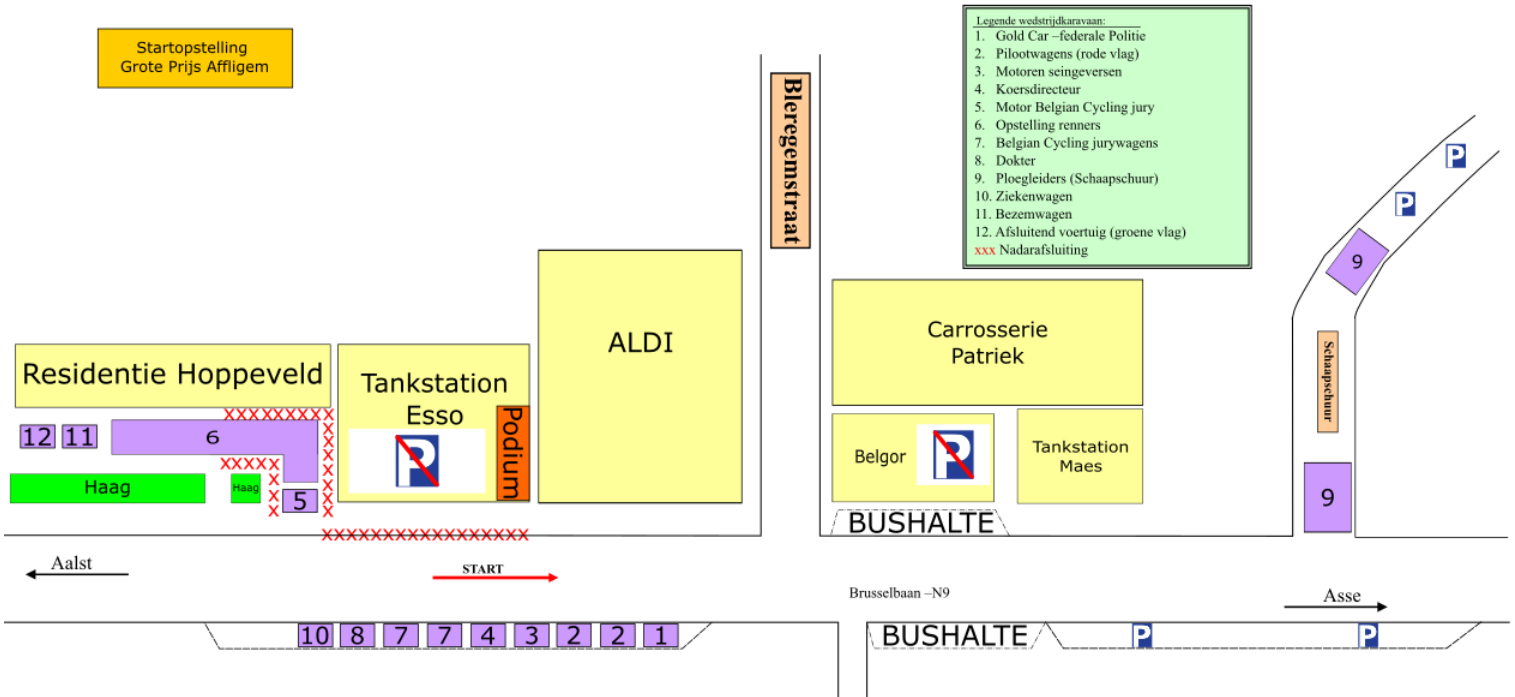 Startopstelling
Grote Prijs Affligem
Legende wedstrijdkaravaan:
1. Gold Car –federale Politie
2. Pilootwagens (rode vlag)
3. Motoren seingeversen
4. Koersdirecteur
5. Motor Belgian Cycling jury
6. Opstelling renners
7. Belgian Cycling jurywagens
8. Dokter
9. Ploegleiders (Schaapschuur)
10. Ziekenwagen
11. Bezemwagen
12. Afsluitend voertuig (groene vlag)
xxx Nadarafsluiting
Bleregemstraat
P
P
9
Schaapschuur
9
ALDI
Carrosserie
Patriek
Residentie Hoppeveld
Tankstation
Esso
P
Podium
xxxxxxxxx
12 11 6
xxxxx
Haag
Haag
5
Belgor
P
Tankstation
Maes
BUSHALTE
xxxxxxxxxxxxxxxx
Aalst
START
Brusselbaan –N9
Asse
10 8 7 7 4 3 2 2 1
BUSHALTE
P
P